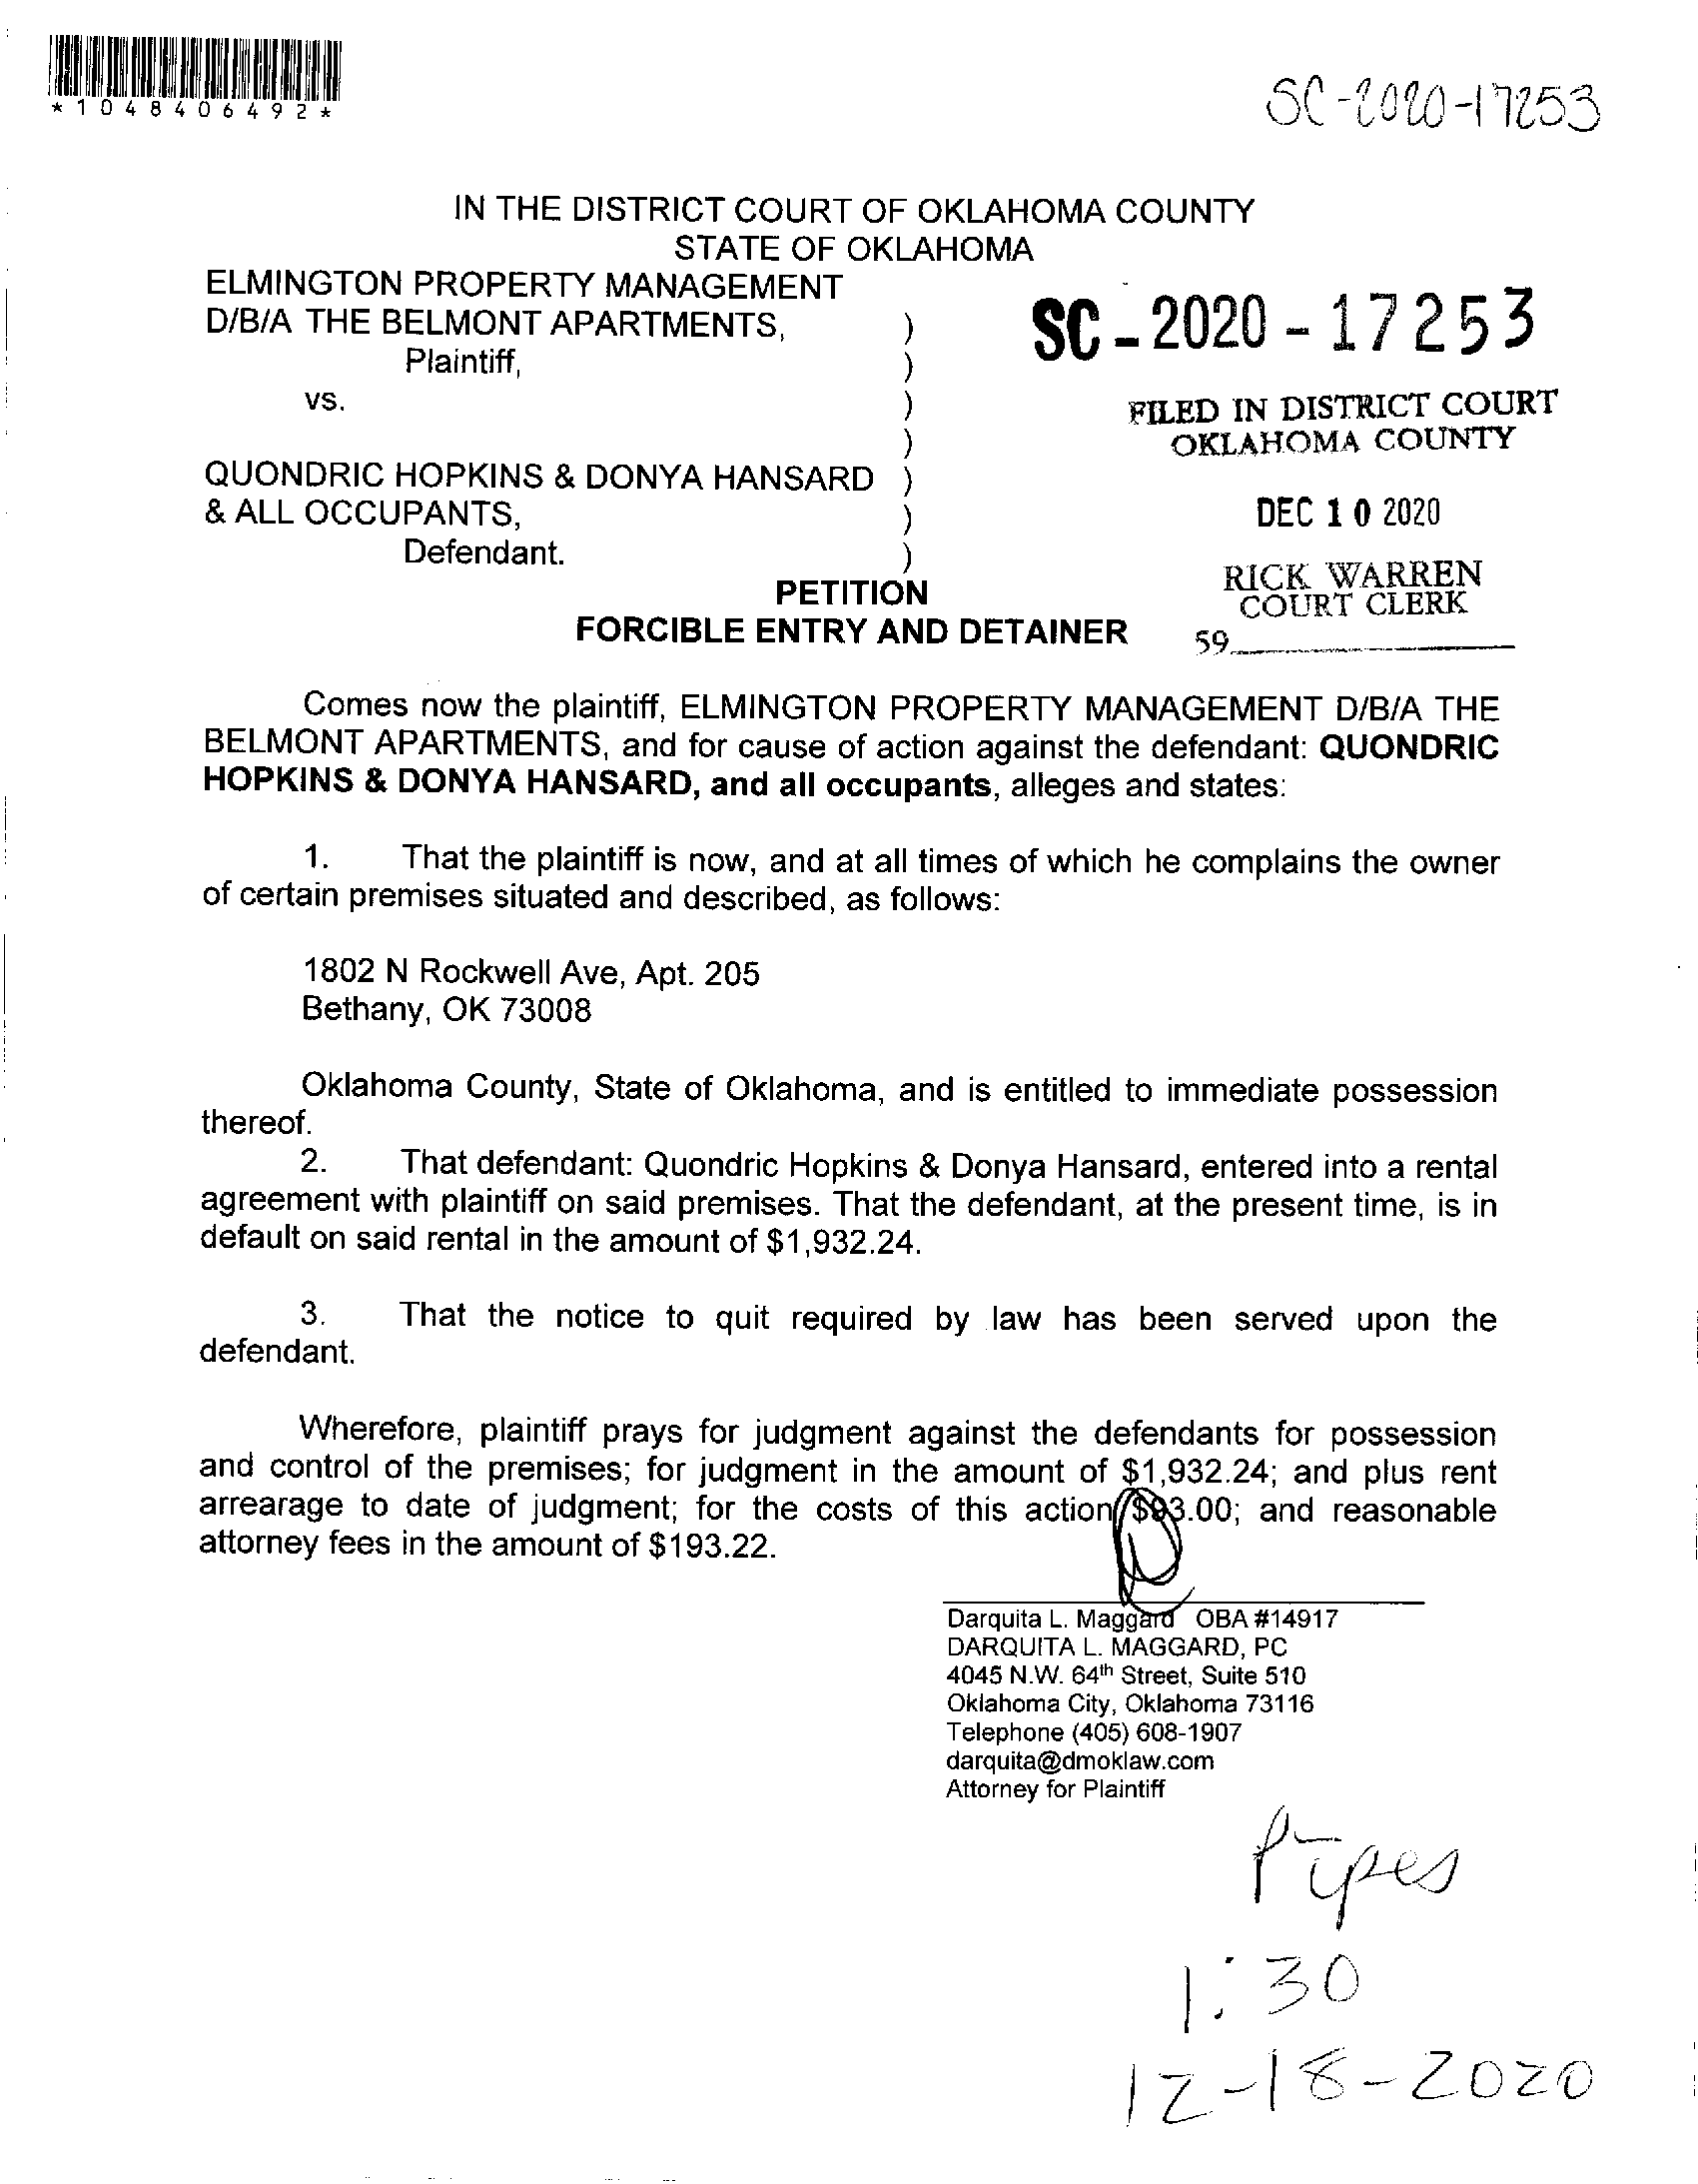 *1048406492*
SC-2020-17253
IN THE DISTRICT COURT OF OKLAHOMA COUNTY
STATE OF OKLAHOMA
ELMINGTON PROPERTY MANAGEMENT
D/B/A THE BELMONT APARTMENTS, )
Plaintiff, )
vs. )
)
QUONDRIC HOPKINS & DONYA HANSARD )
& ALL OCCUPANTS, )
Defendant. )
SC - 2020 - 17253
FILED IN DISTRICT COURT
OKLAHOMA COUNTY
DEC 10 2020
RICK WARREN
COURT CLERK
59
PETITION
FORCIBLE ENTRY AND DETAINER
Comes now the plaintiff, ELMINGTON PROPERTY MANAGEMENT D/B/A THE
BELMONT APARTMENTS, and for cause of action against the defendant: QUONDRIC
HOPKINS & DONYA HANSARD, and all occupants, alleges and states:
1. That the plaintiff is now, and at all times of which he complains the owner
of certain premises situated and described, as follows:
1802 N Rockwell Ave, Apt. 205
Bethany, OK 73008
Oklahoma County, State of Oklahoma, and is entitled to immediate possession
thereof.
2. That defendant: Quondric Hopkins & Donya Hansard, entered into a rental
agreement with plaintiff on said premises. That the defendant, at the present time, is in
default on said rental in the amount of $1,932.24.
3. That the notice to quit required by law has been served upon the
defendant.
Wherefore, plaintiff prays for judgment against the defendants for possession
and control of the premises; for judgment in the amount of $1,932.24; and plus rent
arrearage to date of judgment; for the costs of this action $93.00; and reasonable
attorney fees in the amount of $193.22.
Darquita L. Maggard OBA #14917
DARQUITA L. MAGGARD, PC
4045 N.W. 64th Street, Suite 510
Oklahoma City, Oklahoma 73116
Telephone (405) 608-1907
darquita@dmoklaw.com
Attorney for Plaintiff
Pipes
1:30
12-18-2020